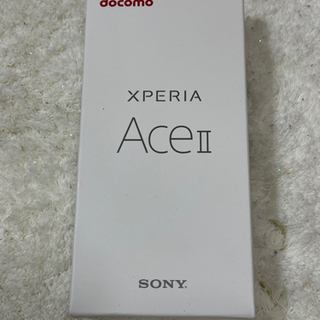 docomo
XPERIA
Ace II
SONY